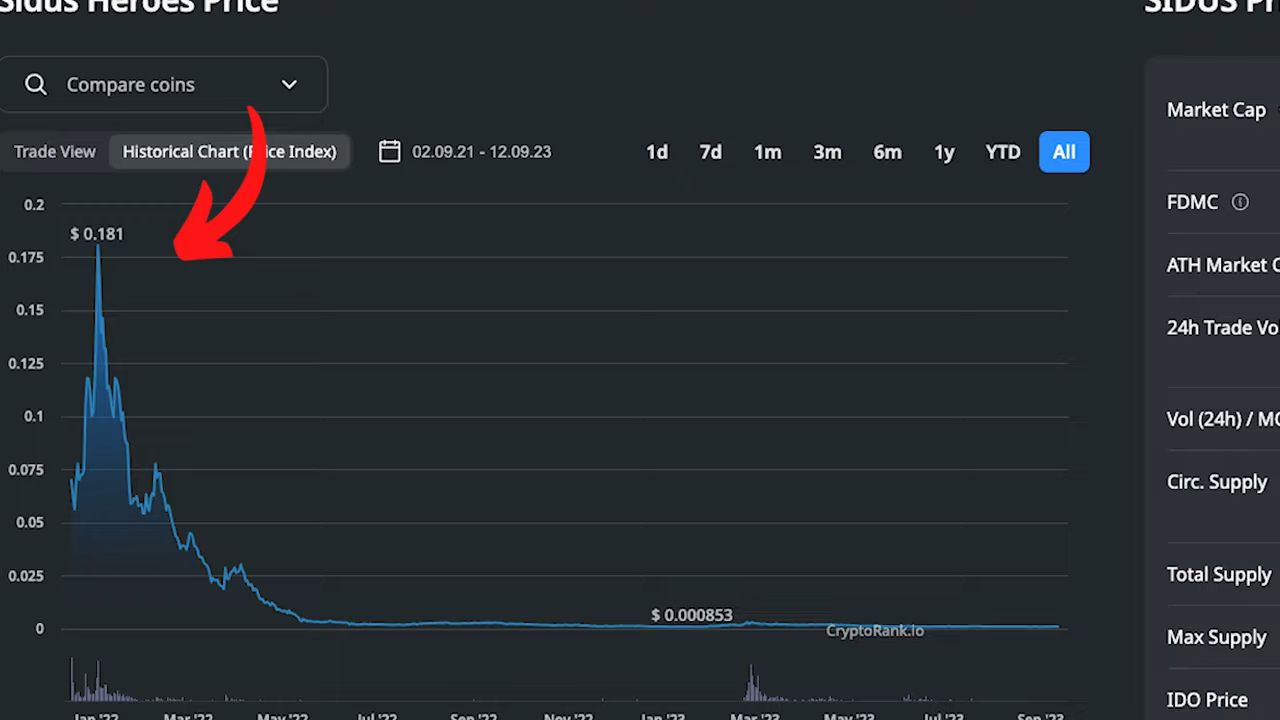 Sidus Heroes Price
SIDUS
Compare coins
Trade View
Historical Chart (Price Index)
02.09.21 - 12.09.23
1d
7d
1m
3m
6m
1y
YTD
All
0.2
$ 0.181
0.175
0.15
0.125
0.1
0.075
0.05
0.025
0
$ 0.000853
CryptoRank.io
Jan '22
Mar '22
May '22
Jul '22
Sep '22
Nov '22
Jan '23
Mar '23
May '23
Jul '23
Sep '23
Market Cap
FDMC
ATH Market
24h Trade
Vol (24h) /
Circ. Supply
Total Supply
Max Supply
IDO Price